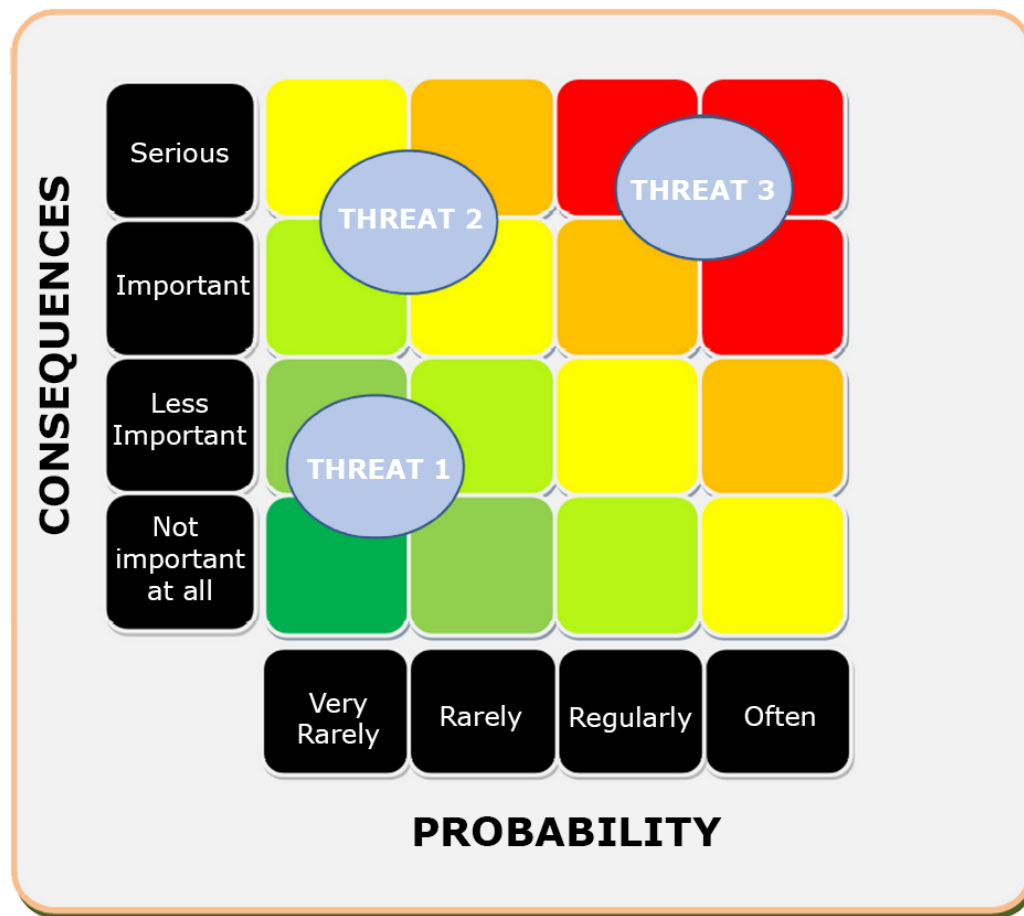 CONSEQUENCES
Serious
THREAT 2
THREAT 3
Important
Less
Important
THREAT 1
Not
important
at all
Very
Rarely
Rarely
Regularly
Often
PROBABILITY